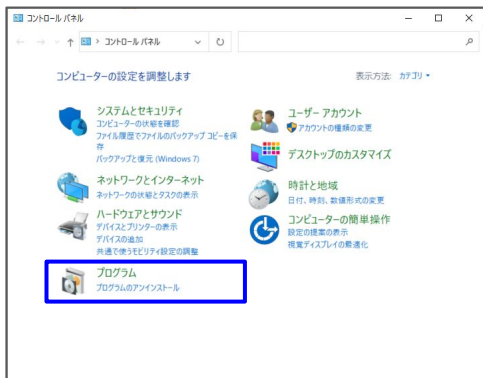 コントロール パネル
コントロール パネル
コンピューターの設定を調整します
表示方法: カテゴリ
システムとセキュリティ
コンピューターの状態を確認
ファイル履歴でファイルのバックアップ コピーを保
存
バックアップと復元 (Windows 7)
ネットワークとインターネット
ネットワークの状態とタスクの表示
ハードウェアとサウンド
デバイスとプリンターの表示
デバイスの追加
共通で使うモビリティ設定の調整
プログラム
プログラムのアンインストール
ユーザー アカウント
アカウントの種類の変更
デスクトップのカスタマイズ
時計と地域
日付、時刻、数値形式の変更
コンピューターの簡単操作
設定の提案の表示
視覚ディスプレイの最適化